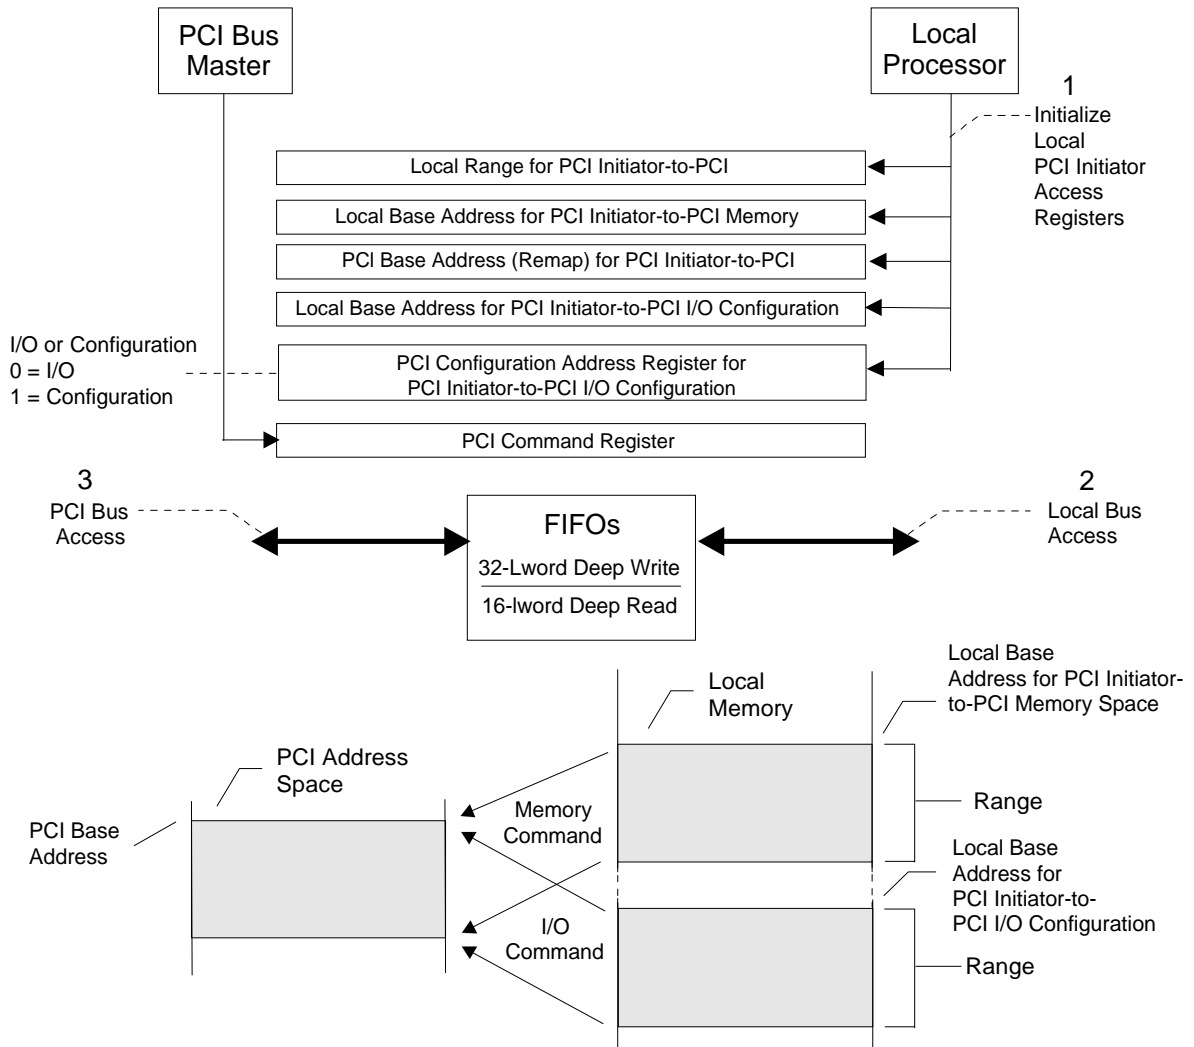 PCI Bus
Master
Local
Processor
1
Initialize
Local
PCI Initiator
Access
Registers
Local Range for PCI Initiator-to-PCI
Local Base Address for PCI Initiator-to-PCI Memory
PCI Base Address (Remap) for PCI Initiator-to-PCI
Local Base Address for PCI Initiator-to-PCI I/O Configuration
I/O or Configuration
0 = I/O
1 = Configuration
PCI Configuration Address Register for
PCI Initiator-to-PCI I/O Configuration
PCI Command Register
3
PCI Bus
Access
FIFOs
32-Lword Deep Write
16-lword Deep Read
2
Local Bus
Access
Local Base
Address for PCI Initiator-
to-PCI Memory Space
Local
Memory
PCI Address
Space
PCI Base
Address
Memory
Command
Range
Local Base
Address for
PCI Initiator-to-
PCI I/O Configuration
I/O
Command
Range